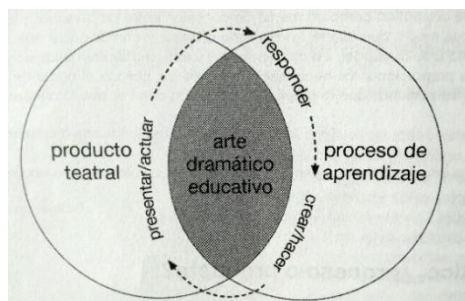 responder
producto
teatral
presentar/actuar
arte
dramático
educativo
proceso de
aprendizaje
crear/hacer